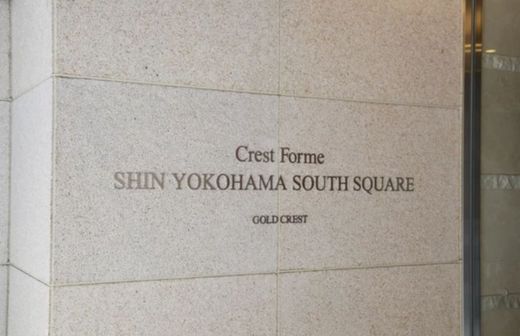 Crest Forme
SHIN YOKOHAMA SOUTH SQUARE
GOLD CREST